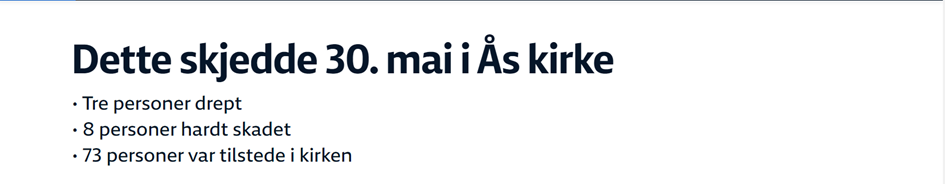 Dette skjedde 30. mai i Ås kirke
• Tre personer drept
• 8 personer hardt skadet
• 73 personer var tilstede i kirken